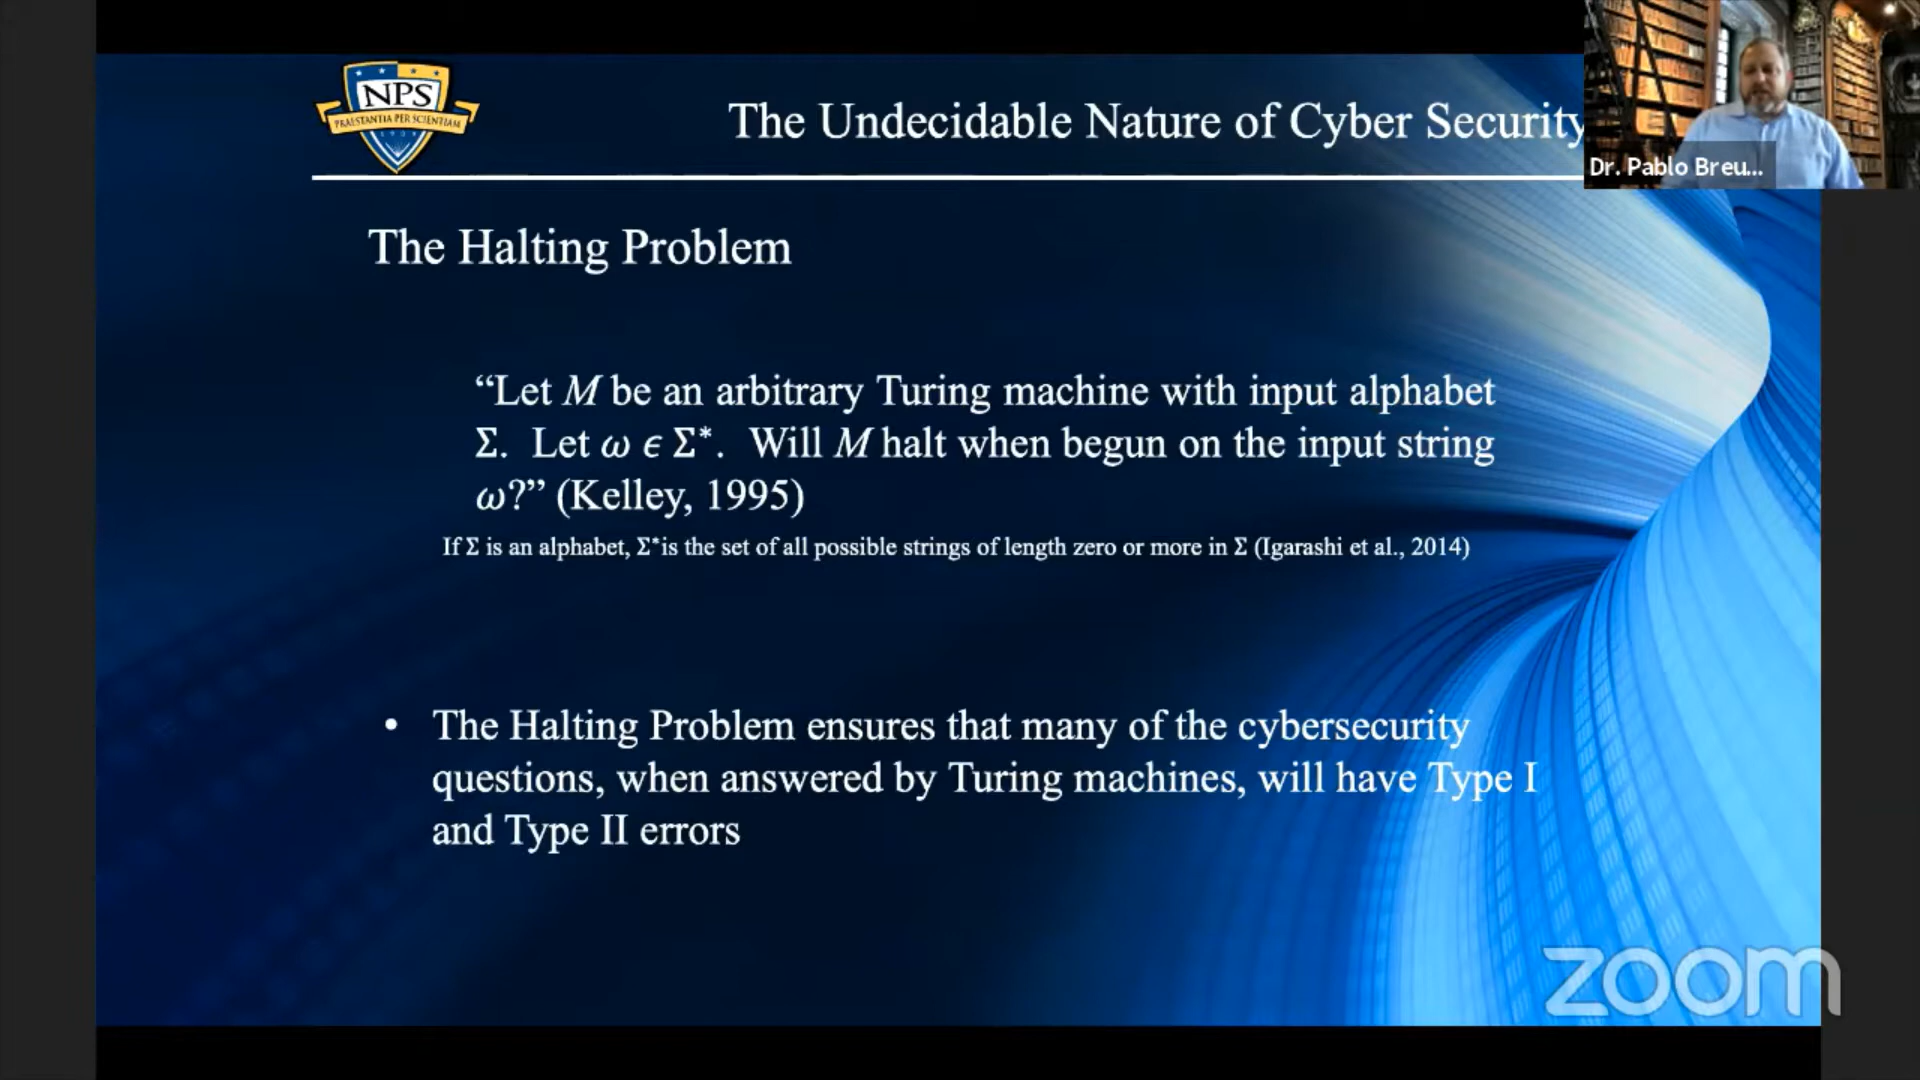 NPS
PRAESTANTIA PER SCIENTIAM
The Undecidable Nature of Cyber Security
Dr. Pablo Breu...
The Halting Problem
“Let M be an arbitrary Turing machine with input alphabet
Σ. Let ω ϵ Σ*. Will M halt when begun on the input string
ω?” (Kelley, 1995)
If Σ is an alphabet, Σ*is the set of all possible strings of length zero or more in Σ (Igarashi et al., 2014)
• The Halting Problem ensures that many of the cybersecurity
questions, when answered by Turing machines, will have Type I
and Type II errors
zoom